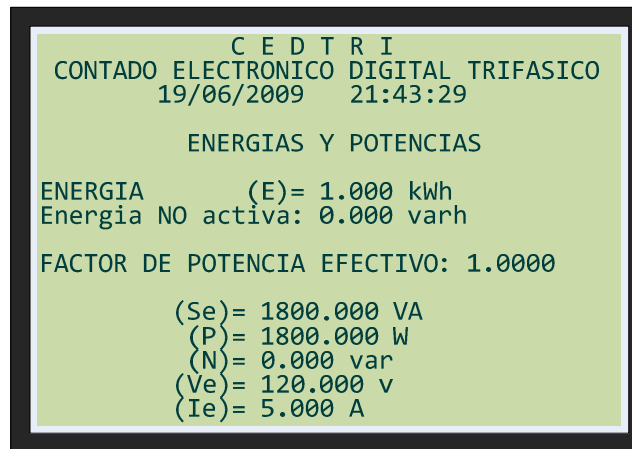 C E D T R I
CONTADO ELECTRONICO DIGITAL TRIFASICO
19/06/2009 21:43:29
ENERGIAS Y POTENCIAS
ENERGIA (E)= 1.000 kWh
Energia NO activa: 0.000 varh
FACTOR DE POTENCIA EFECTIVO: 1.0000
(Se)= 1800.000 VA
(P)= 1800.000 W
(N)= 0.000 var
(Ve)= 120.000 v
(Ie)= 5.000 A